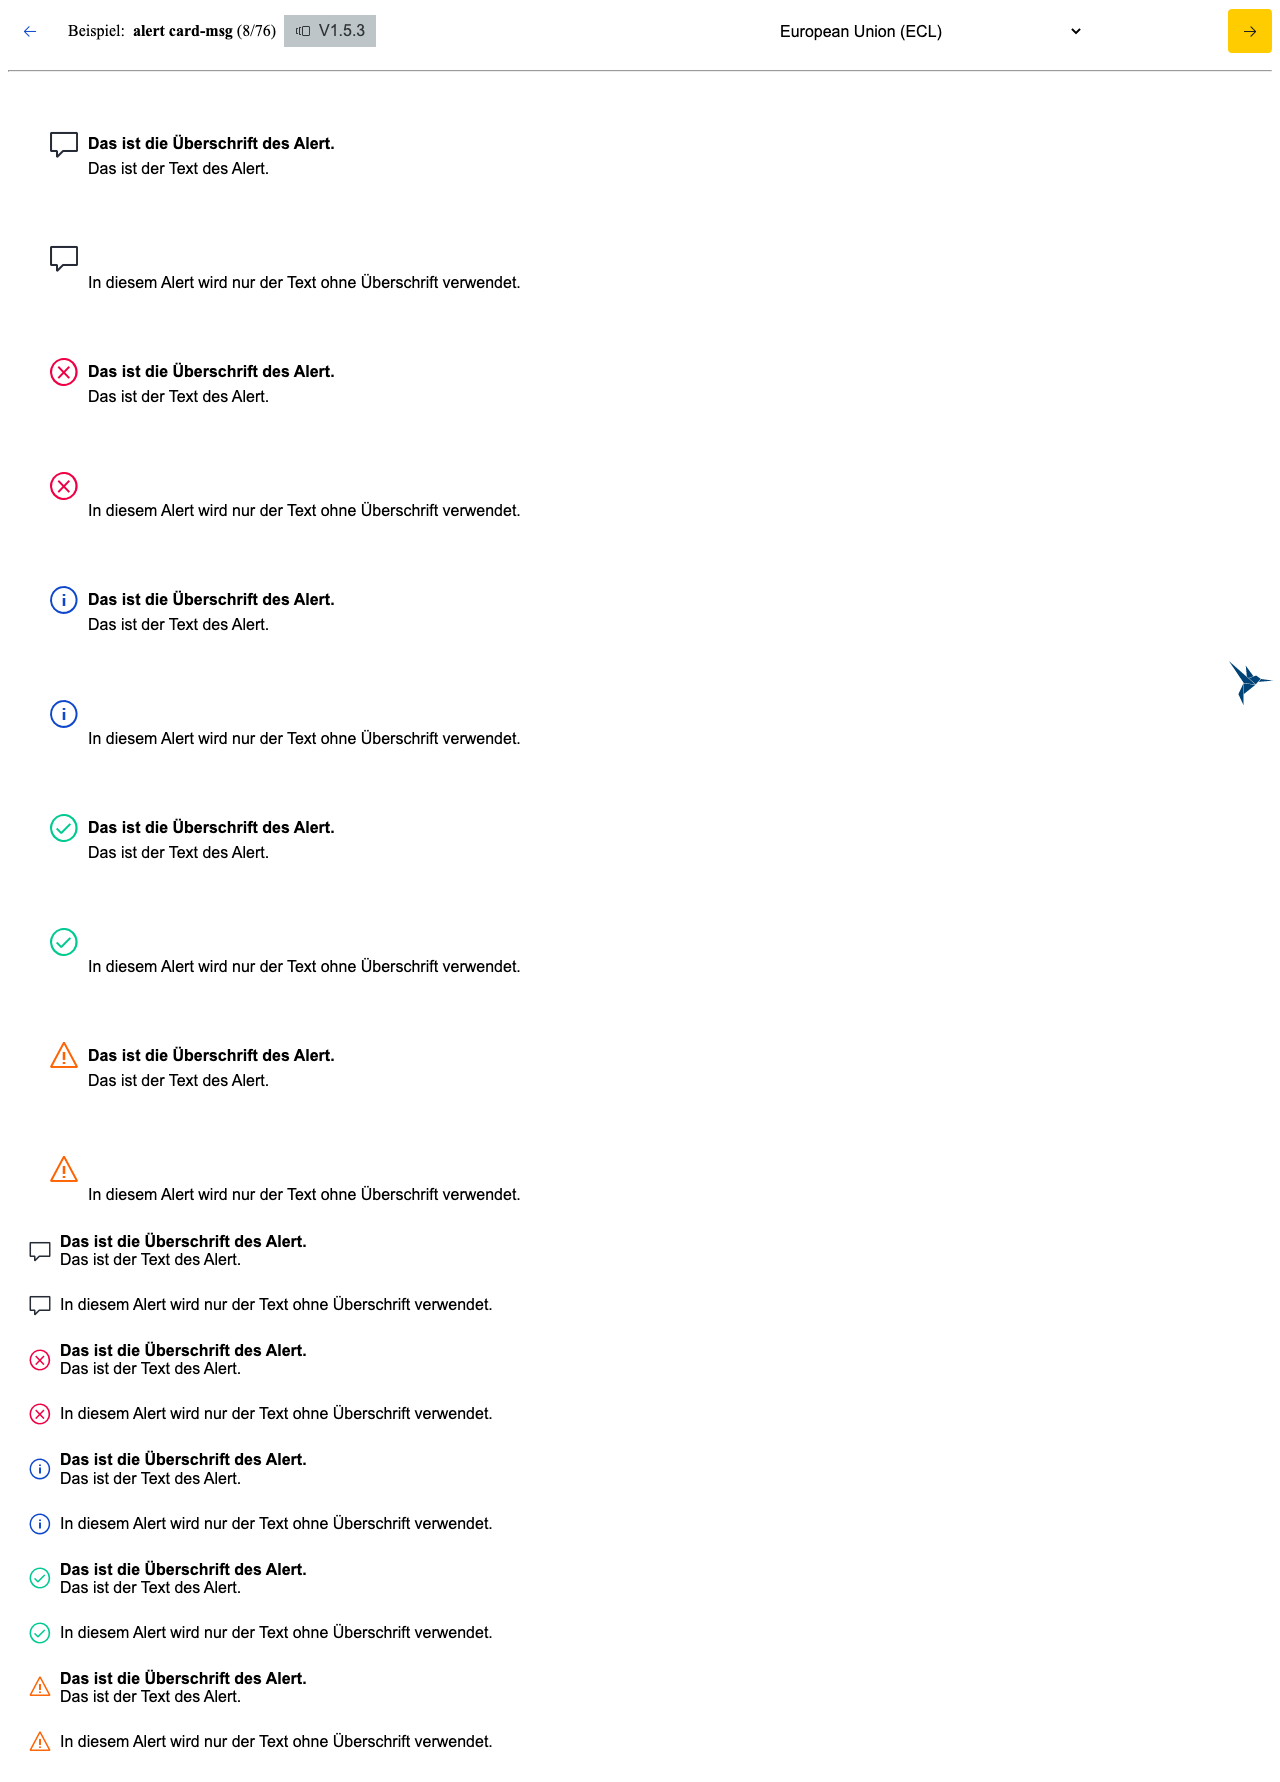 Beispiel: alert card-msg (8/76) V1.5.3 European Union (ECL)
Das ist die Überschrift des Alert.
Das ist der Text des Alert.
In diesem Alert wird nur der Text ohne Überschrift verwendet.
Das ist die Überschrift des Alert.
Das ist der Text des Alert.
In diesem Alert wird nur der Text ohne Überschrift verwendet.
Das ist die Überschrift des Alert.
Das ist der Text des Alert.
In diesem Alert wird nur der Text ohne Überschrift verwendet.
Das ist die Überschrift des Alert.
Das ist der Text des Alert.
In diesem Alert wird nur der Text ohne Überschrift verwendet.
Das ist die Überschrift des Alert.
Das ist der Text des Alert.
In diesem Alert wird nur der Text ohne Überschrift verwendet.
Das ist die Überschrift des Alert.
Das ist der Text des Alert.
In diesem Alert wird nur der Text ohne Überschrift verwendet.
Das ist die Überschrift des Alert.
Das ist der Text des Alert.
In diesem Alert wird nur der Text ohne Überschrift verwendet.
Das ist die Überschrift des Alert.
Das ist der Text des Alert.
In diesem Alert wird nur der Text ohne Überschrift verwendet.
Das ist die Überschrift des Alert.
Das ist der Text des Alert.
In diesem Alert wird nur der Text ohne Überschrift verwendet.
Das ist die Überschrift des Alert.
Das ist der Text des Alert.
In diesem Alert wird nur der Text ohne Überschrift verwendet.